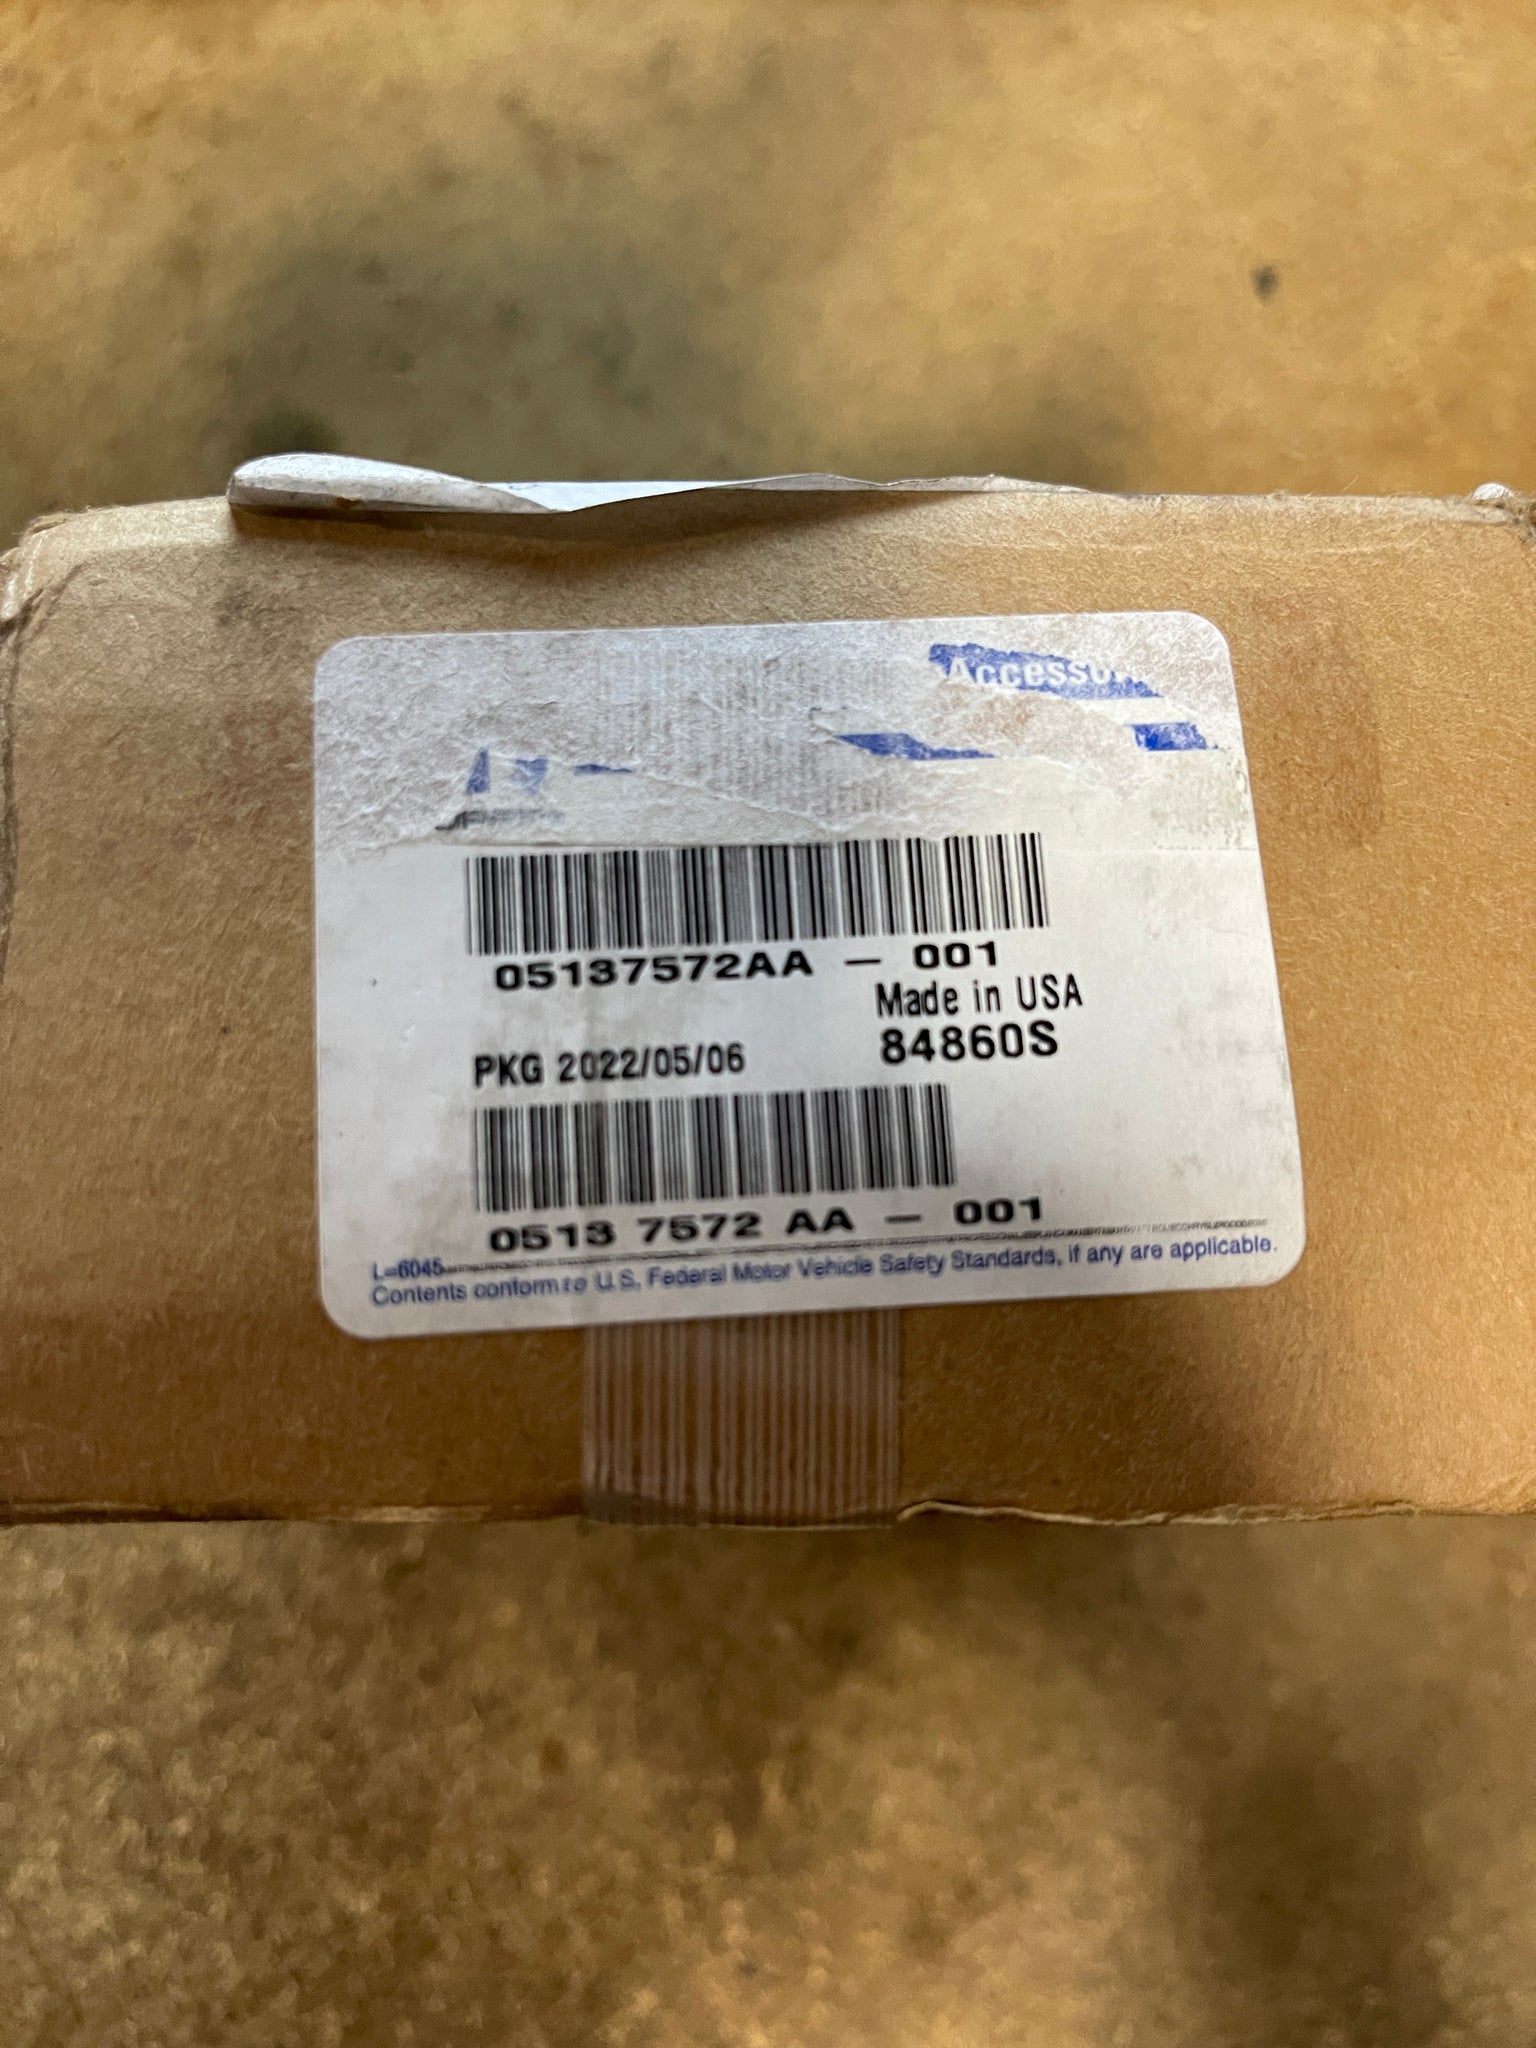 Accessor
05137572AA — 001
Made in USA
PKG 2022/05/06
84860S
0513 7572 AA — 001
L-6045
Contents conform to U.S. Federal Motor Vehicle Safety Standards, if any are applicable.